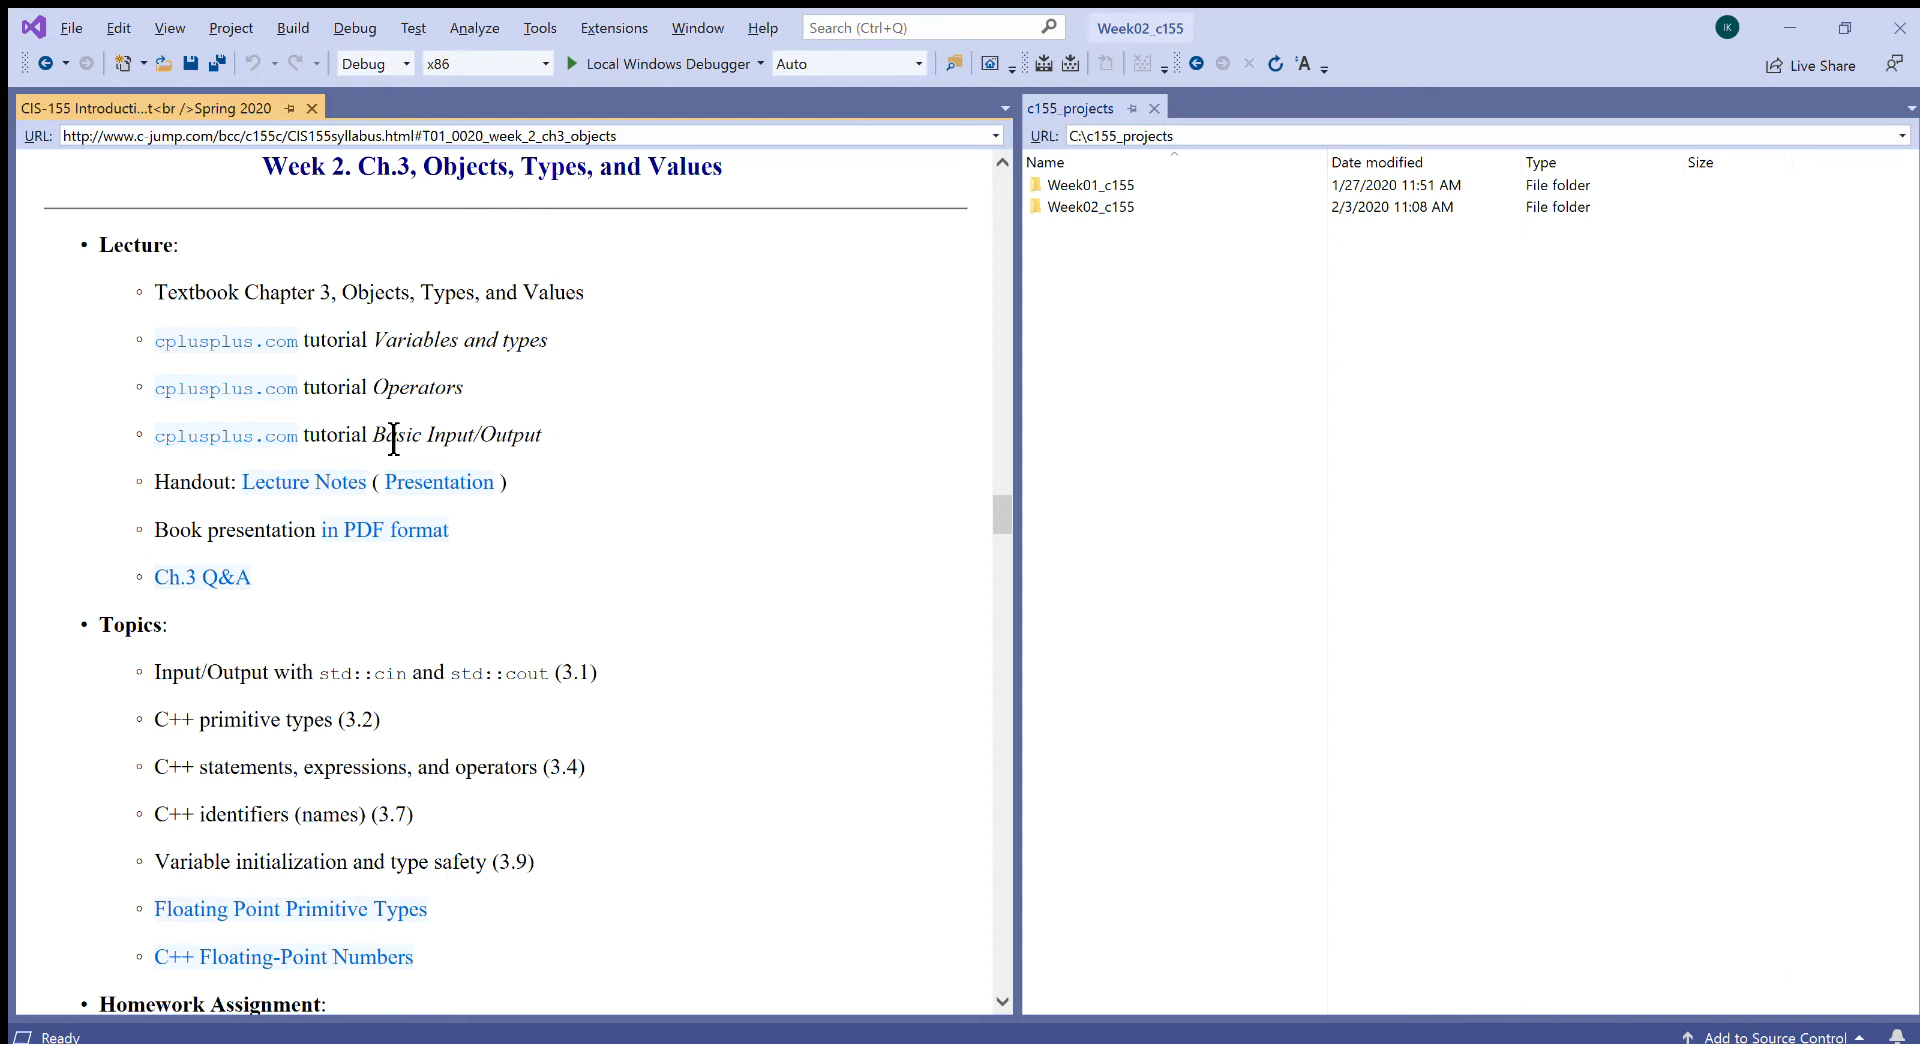 File Edit View Project Build Debug Test Analyze Tools Extensions Window Help Search (Ctrl+Q) Week02_c155 IK
Debug x86 Local Windows Debugger Auto Live Share
CIS-155 Introducti...t<br />Spring 2020
URL: http://www.c-jump.com/bcc/c155c/CIS155syllabus.html#T01_0020_week_2_ch3_objects
Week 2. Ch.3, Objects, Types, and Values
• Lecture:
◦ Textbook Chapter 3, Objects, Types, and Values
◦ cplusplus.com tutorial Variables and types
◦ cplusplus.com tutorial Operators
◦ cplusplus.com tutorial Basic Input/Output
◦ Handout: Lecture Notes ( Presentation )
◦ Book presentation in PDF format
◦ Ch.3 Q&A
• Topics:
◦ Input/Output with std::cin and std::cout (3.1)
◦ C++ primitive types (3.2)
◦ C++ statements, expressions, and operators (3.4)
◦ C++ identifiers (names) (3.7)
◦ Variable initialization and type safety (3.9)
◦ Floating Point Primitive Types
◦ C++ Floating-Point Numbers
• Homework Assignment:
c155_projects
URL: C:\c155_projects
Name Date modified Type Size
Week01_c155 1/27/2020 11:51 AM File folder
Week02_c155 2/3/2020 11:08 AM File folder
Ready Add to Source Control